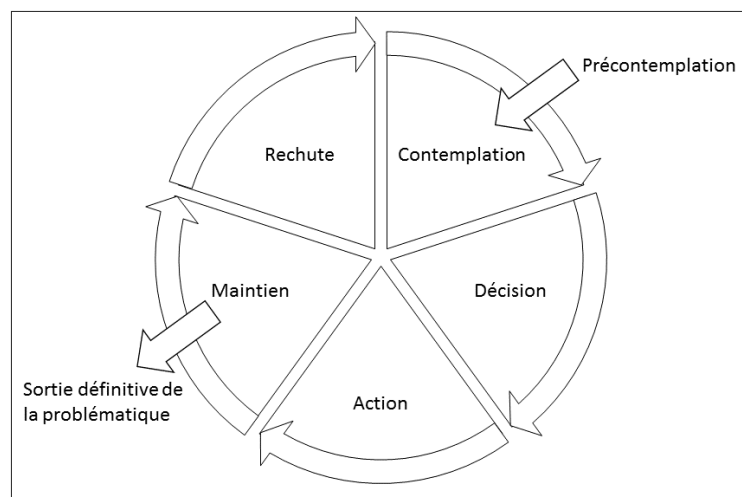 Précontemplation
Rechute
Contemplation
Maintien
Décision
Sortie définitive de
la problématique
Action